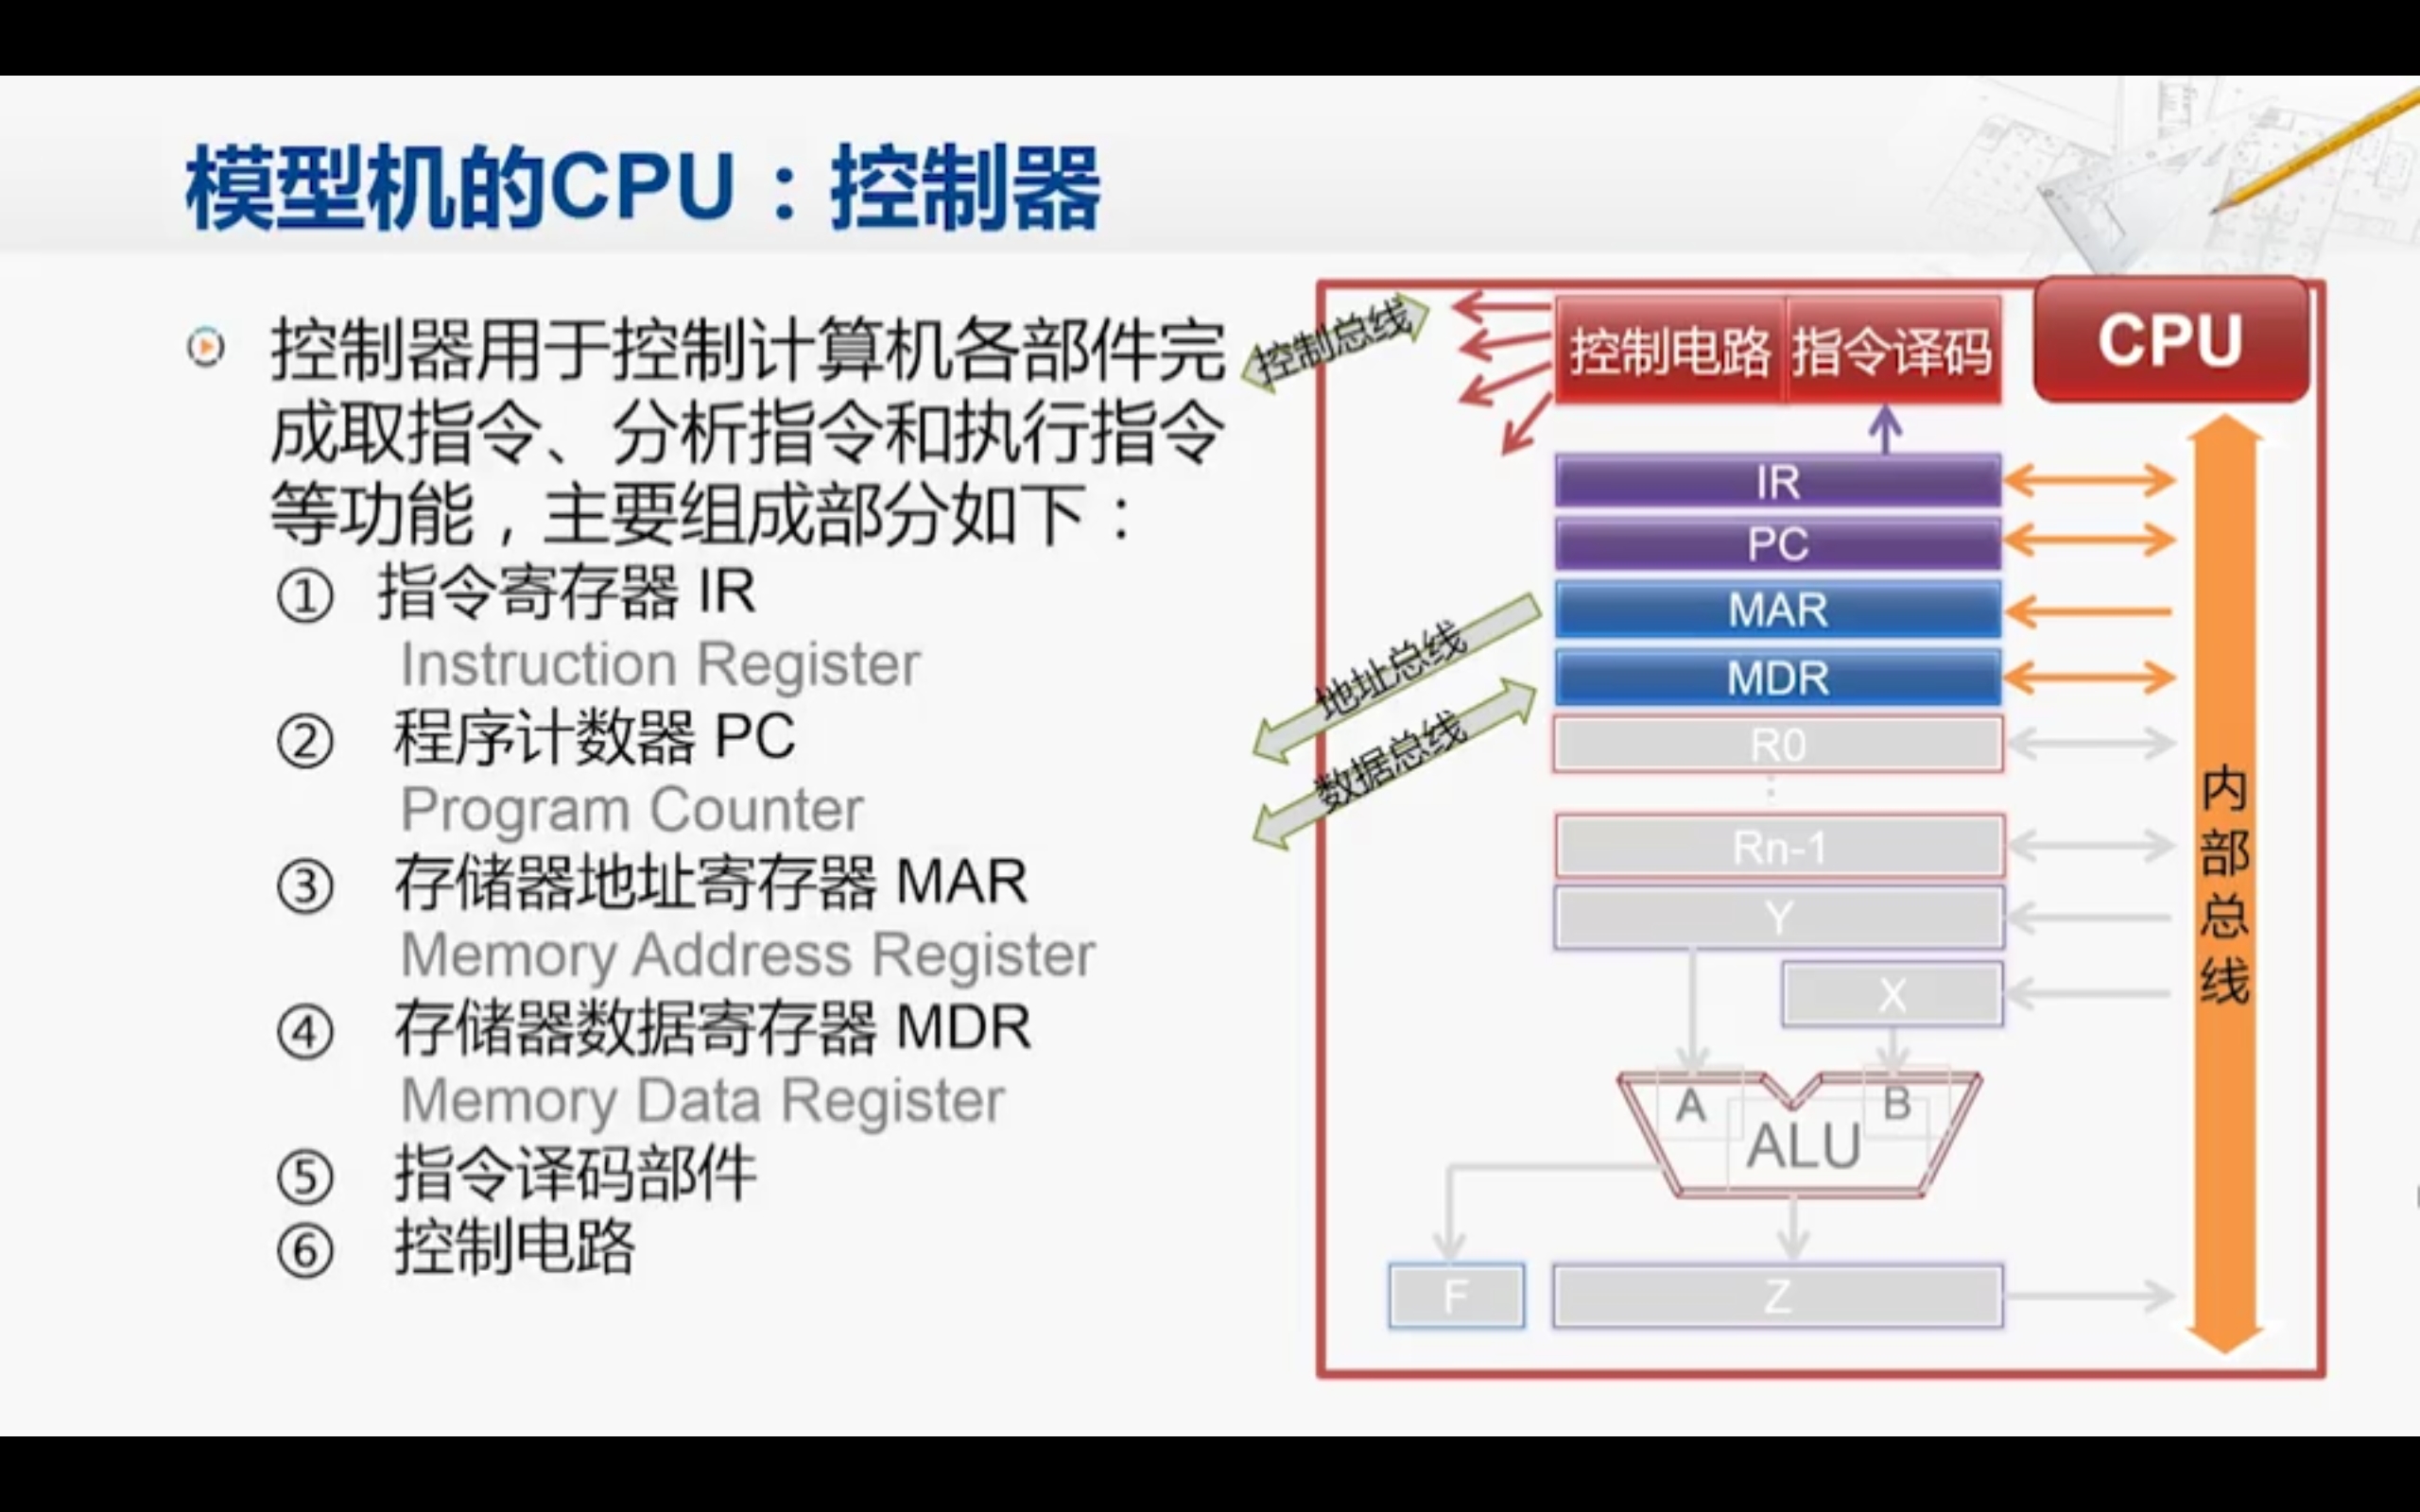 模型机的CPU：控制器
控制器用于控制计算机各部件完
成取指令、分析指令和执行指令
等功能，主要组成部分如下：
① 指令寄存器 IR
Instruction Register
② 程序计数器 PC
Program Counter
③ 存储器地址寄存器 MAR
Memory Address Register
④ 存储器数据寄存器 MDR
Memory Data Register
⑤ 指令译码部件
⑥ 控制电路
控制总线
地址总线
数据总线
控制电路 指令译码
CPU
IR
PC
MAR
MDR
R0
⋮
Rn-1
Y
X
A
B
ALU
F
Z
内部总线